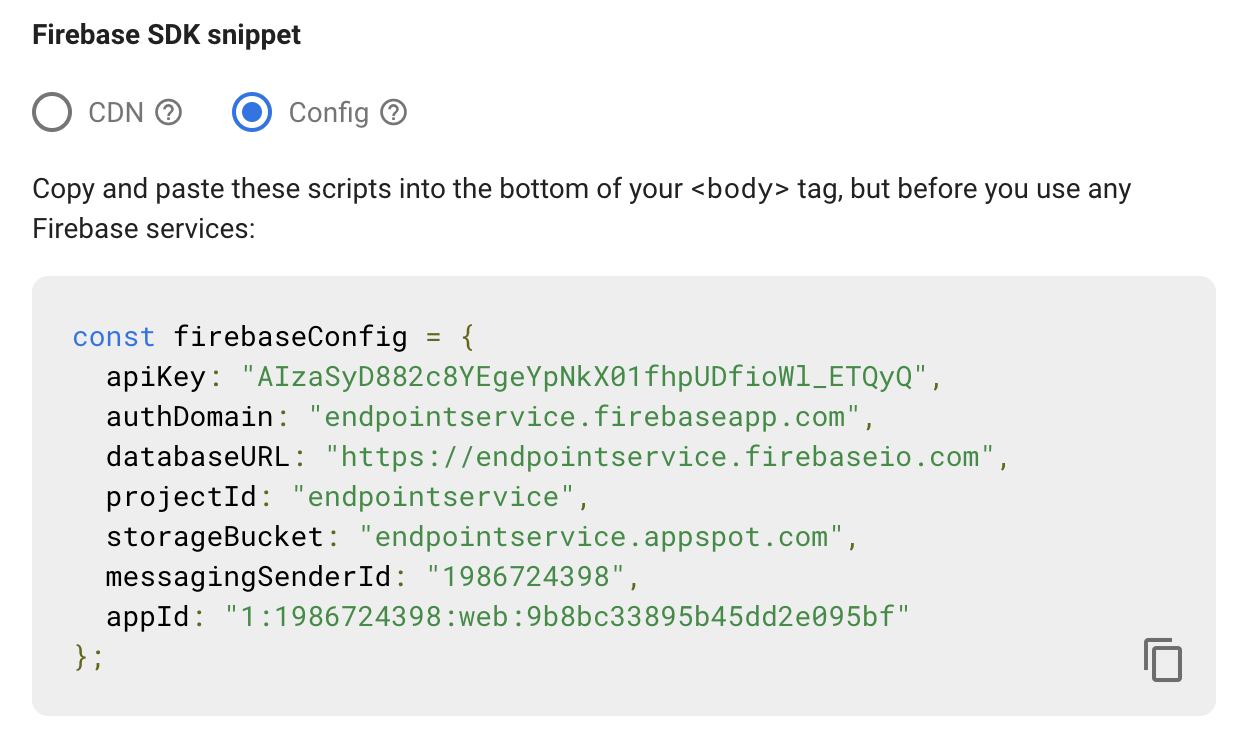 Firebase SDK snippet
CDN Config
Copy and paste these scripts into the bottom of your <body> tag, but before you use any
Firebase services:
const firebaseConfig = {
  apiKey: "AIzaSyD882c8YEgeYpNkX01fhpUDfioWl_ETQyQ",
  authDomain: "endpointservice.firebaseapp.com",
  databaseURL: "https://endpointservice.firebaseio.com",
  projectId: "endpointservice",
  storageBucket: "endpointservice.appspot.com",
  messagingSenderId: "1986724398",
  appId: "1:1986724398:web:9b8bc33895b45dd2e095bf"
};